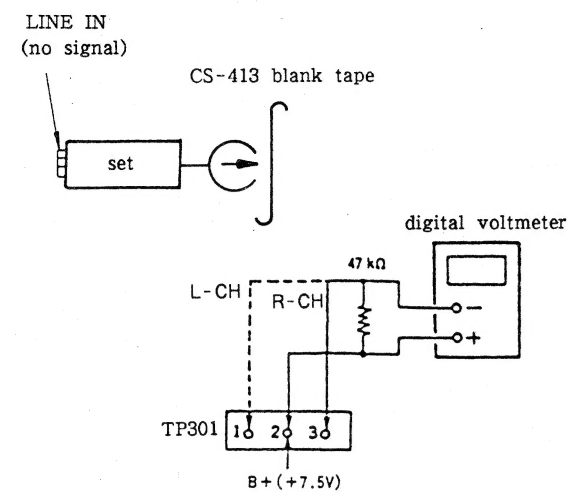 LINE IN
(no signal)
CS-413 blank tape
set
digital voltmeter
47 kΩ
L-CH
R-CH
−
+
TP301 1 2 3
B+(+7.5V)